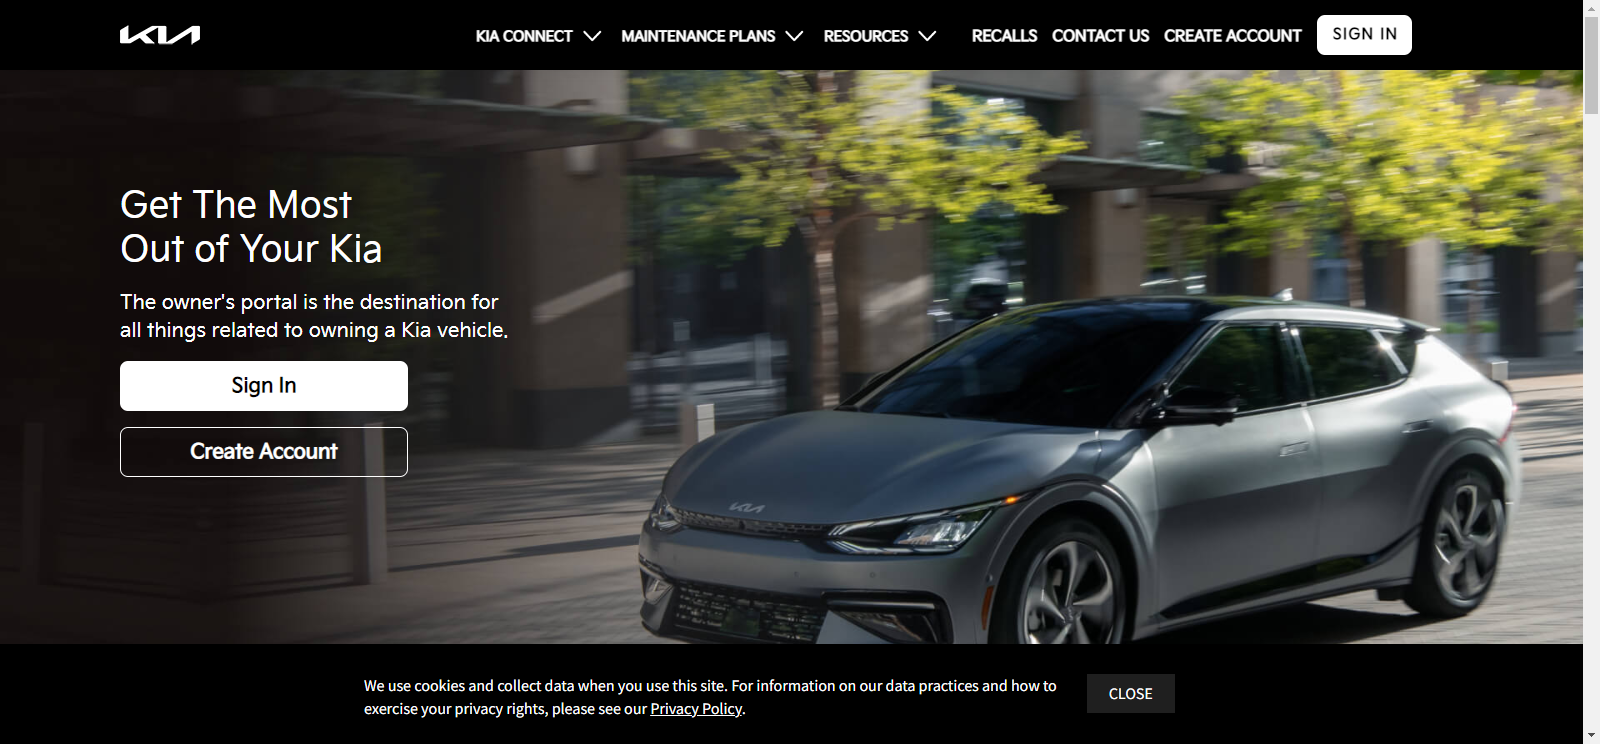 KIA
KIA CONNECT
MAINTENANCE PLANS
RESOURCES
RECALLS
CONTACT US
CREATE ACCOUNT
SIGN IN
Get The Most
Out of Your Kia
The owner's portal is the destination for
all things related to owning a Kia vehicle.
Sign In
Create Account
KIA
We use cookies and collect data when you use this site. For information on our data practices and how to
exercise your privacy rights, please see our Privacy Policy.
CLOSE